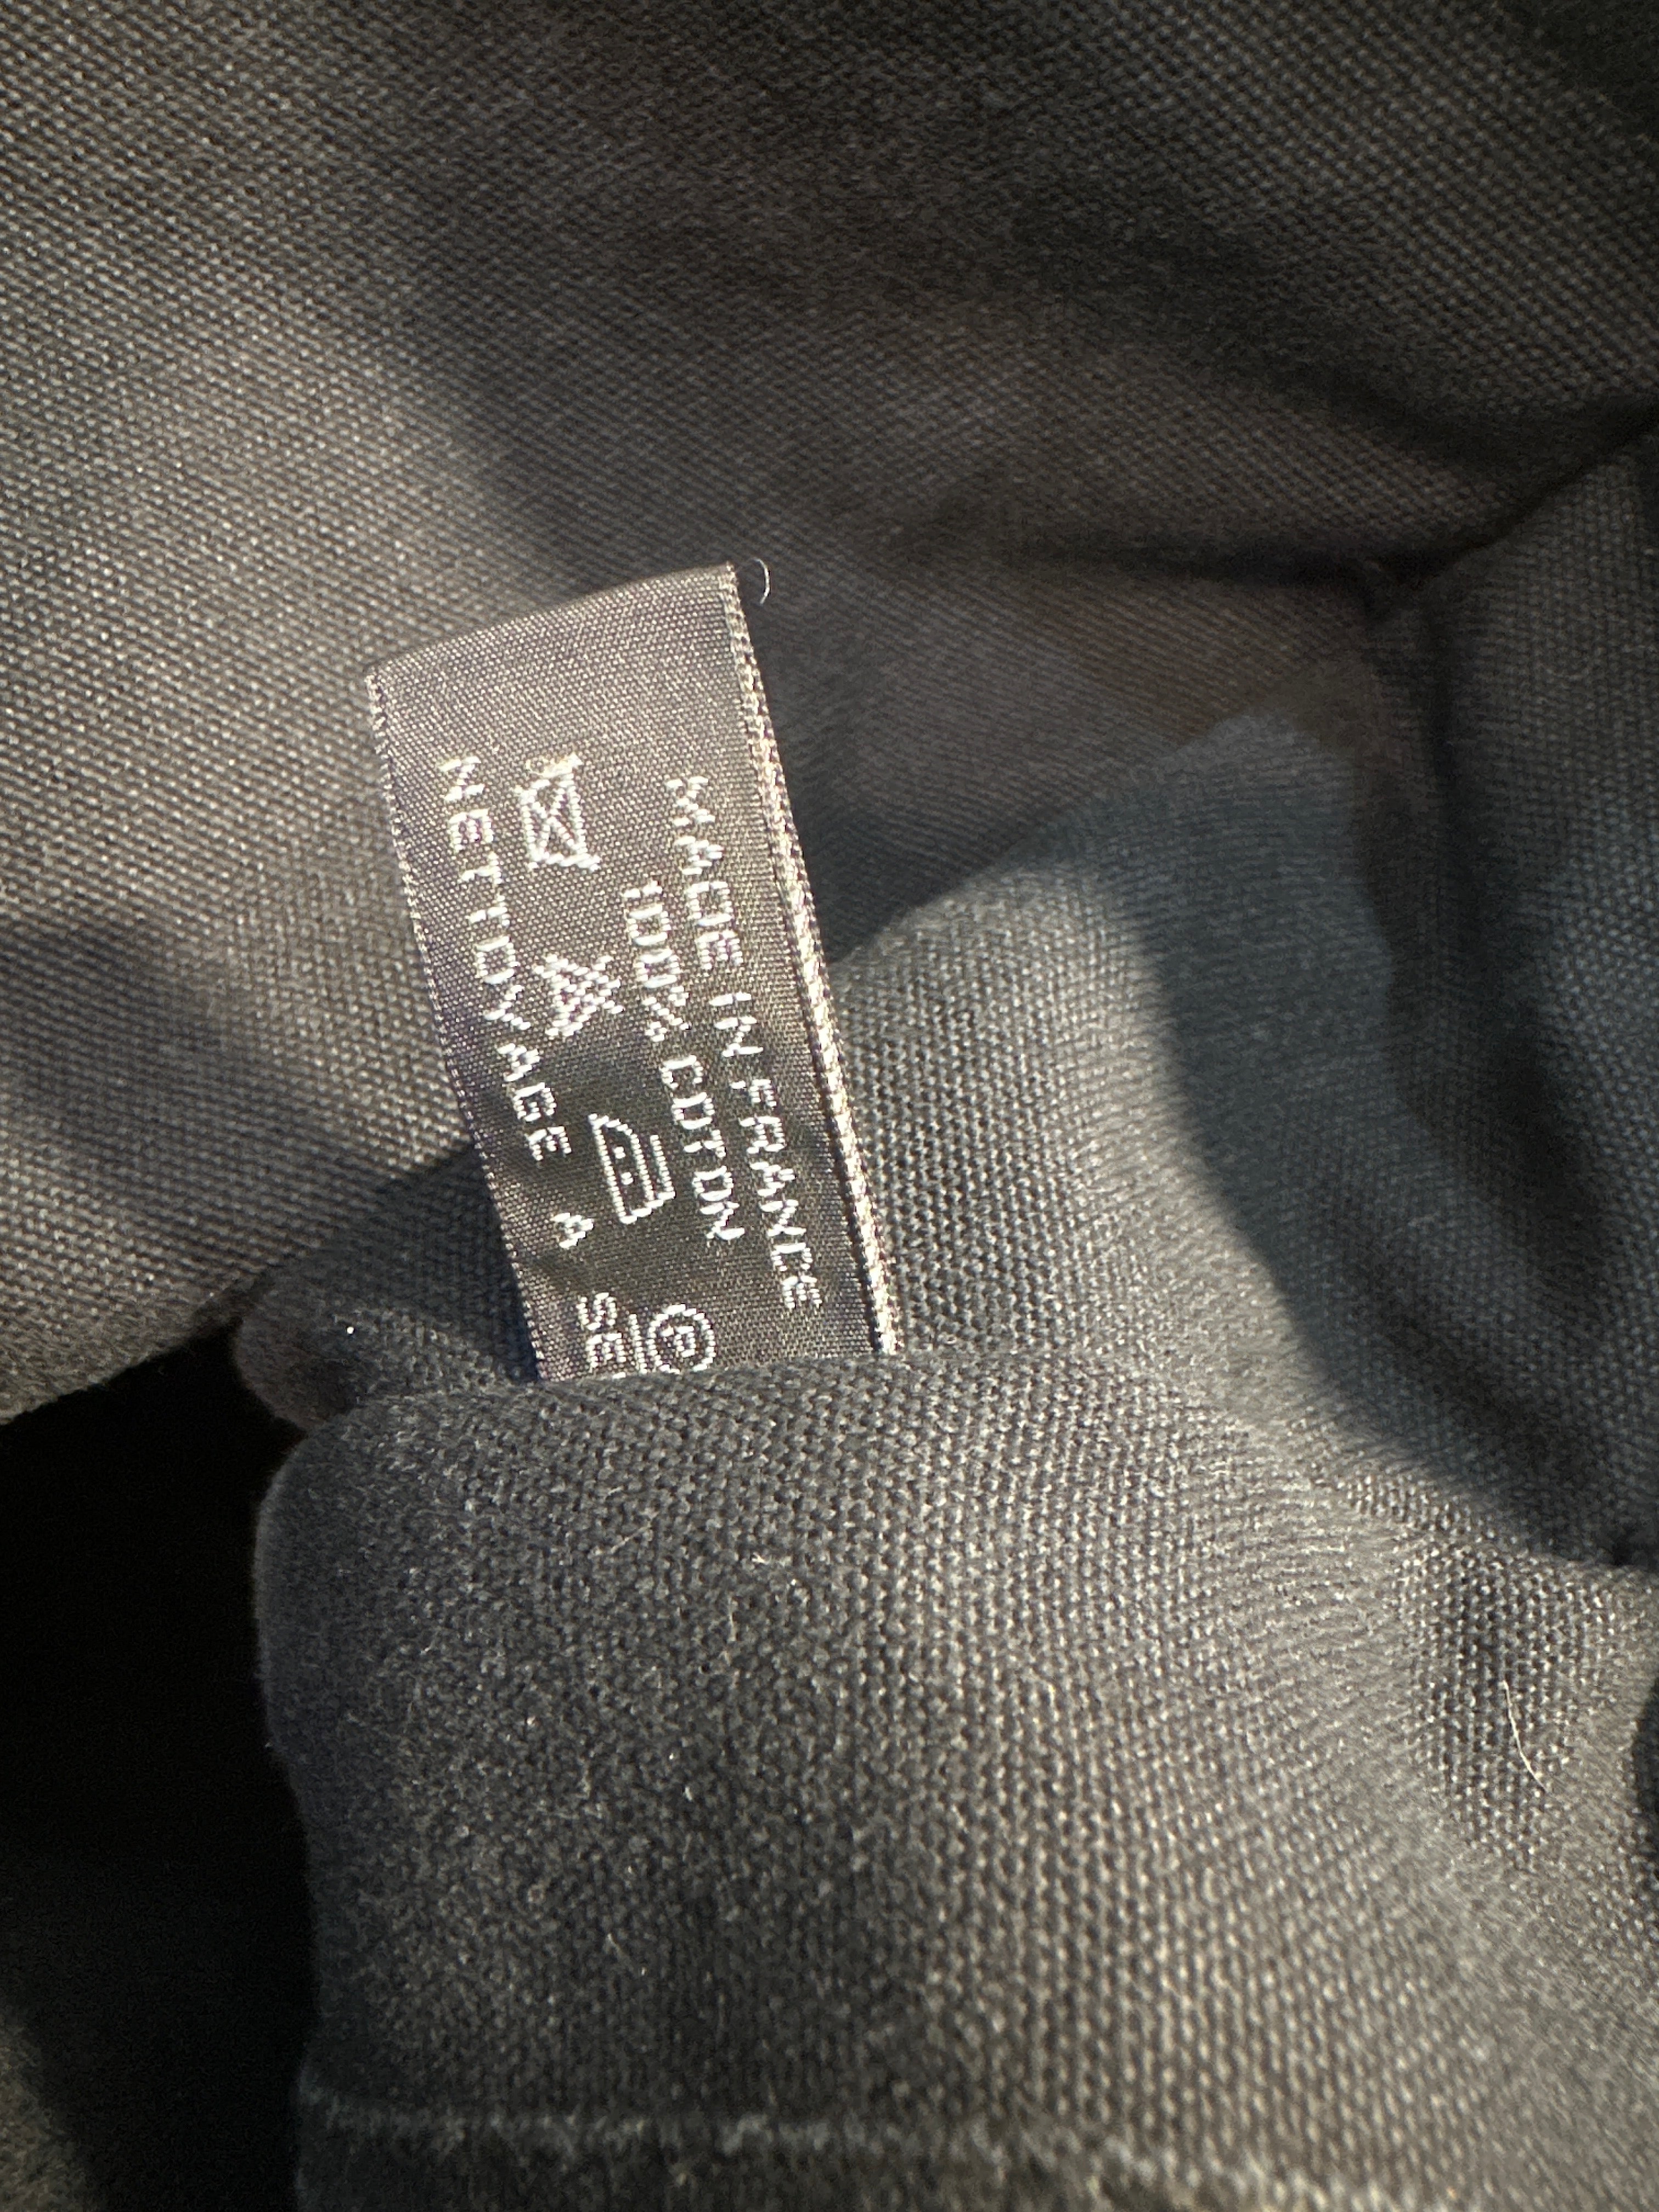 MADE IN FRANCE
100% COTON
P
NETTOYAGE A SE